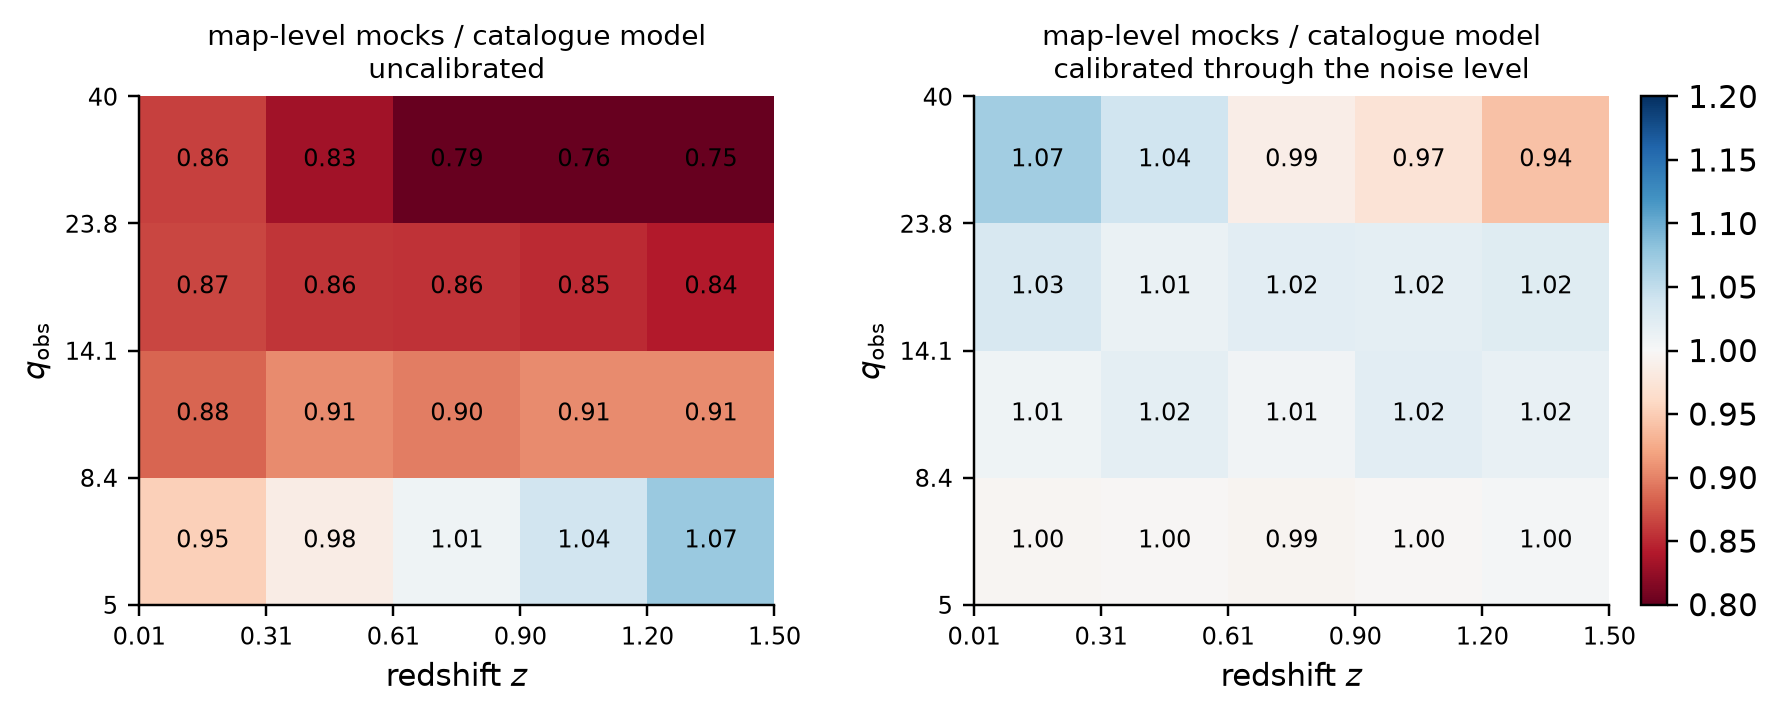 map-level mocks / catalogue model
uncalibrated
40
23.8
14.1
8.4
5
q_obs
0.86 0.83 0.79 0.76 0.75
0.87 0.86 0.86 0.85 0.84
0.88 0.91 0.90 0.91 0.91
0.95 0.98 1.01 1.04 1.07
0.01 0.31 0.61 0.90 1.20 1.50
redshift z
map-level mocks / catalogue model
calibrated through the noise level
40
23.8
14.1
8.4
5
q_obs
1.07 1.04 0.99 0.97 0.94
1.03 1.01 1.02 1.02 1.02
1.01 1.02 1.01 1.02 1.02
1.00 1.00 0.99 1.00 1.00
0.01 0.31 0.61 0.90 1.20 1.50
redshift z
1.20
1.15
1.10
1.05
1.00
0.95
0.90
0.85
0.80